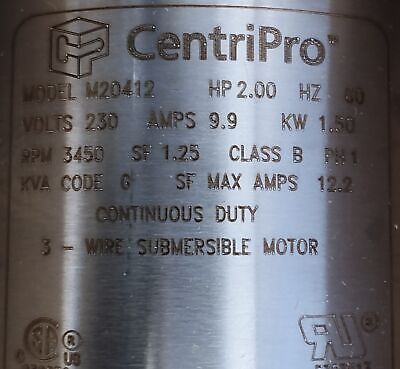 CentriPro™
MODEL M20412 HP 2.00 HZ 60
VOLTS 230 AMPS 9.9 KW 1.50
RPM 3450 SF 1.25 CLASS B PH 1
KVA CODE G SF MAX AMPS 12.2
CONTINUOUS DUTY
3 - WIRE SUBMERSIBLE MOTOR